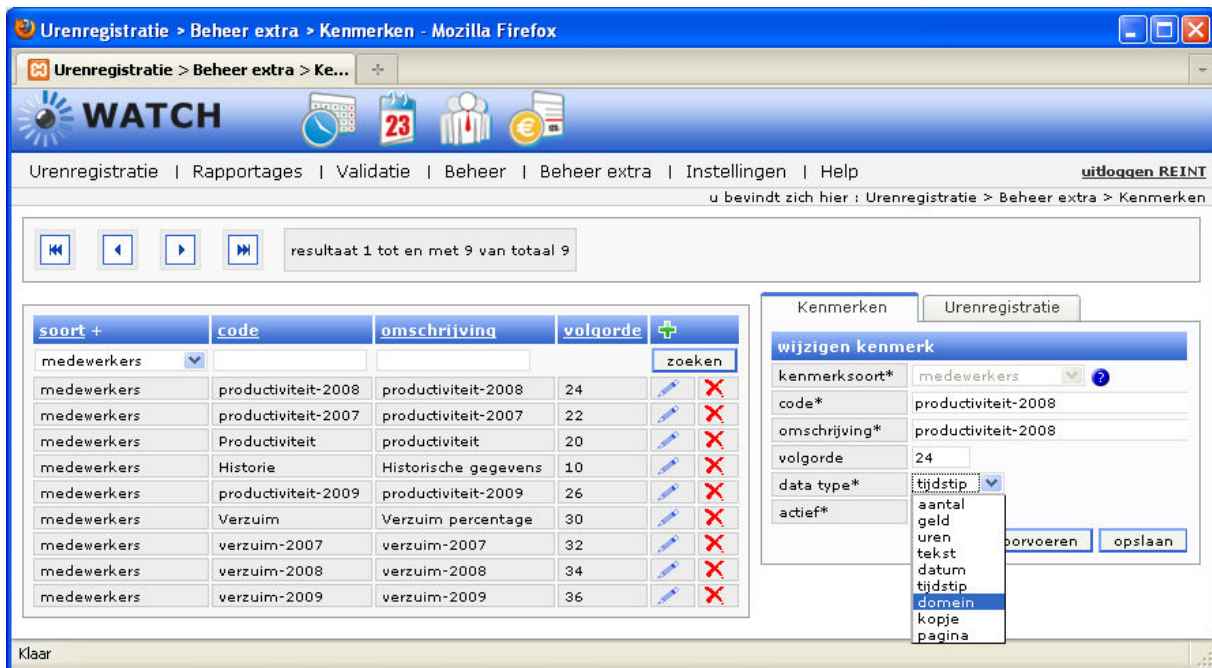 Urenregistratie > Beheer extra > Kenmerken - Mozilla Firefox
Urenregistratie > Beheer extra > Ke...
WATCH
23
Urenregistratie | Rapportages | Validatie | Beheer | Beheer extra | Instellingen | Help
uitloggen REINT
u bevindt zich hier : Urenregistratie > Beheer extra > Kenmerken
resultaat 1 tot en met 9 van totaal 9
soort + code omschrijving volgorde
medewerkers zoeken
medewerkers productiviteit-2008 productiviteit-2008 24
medewerkers productiviteit-2007 productiviteit-2007 22
medewerkers Productiviteit productiviteit 20
medewerkers Historie Historische gegevens 10
medewerkers productiviteit-2009 productiviteit-2009 26
medewerkers Verzuim Verzuim percentage 30
medewerkers verzuim-2007 verzuim-2007 32
medewerkers verzuim-2008 verzuim-2008 34
medewerkers verzuim-2009 verzuim-2009 36
Kenmerken Urenregistratie
wijzigen kenmerk
kenmerksoort* medewerkers ?
code* productiviteit-2008
omschrijving* productiviteit-2008
volgorde 24
data type* tijdstip
actief*
aantal
geld
uren
tekst
datum
tijdstip
domein
kopje
pagina
orvoeren opslaan
Klaar